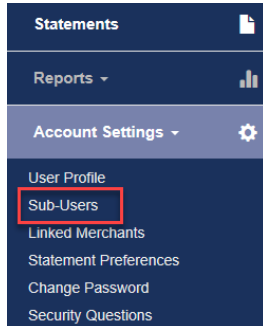 Statements
Reports
Account Settings
User Profile
Sub-Users
Linked Merchants
Statement Preferences
Change Password
Security Questions